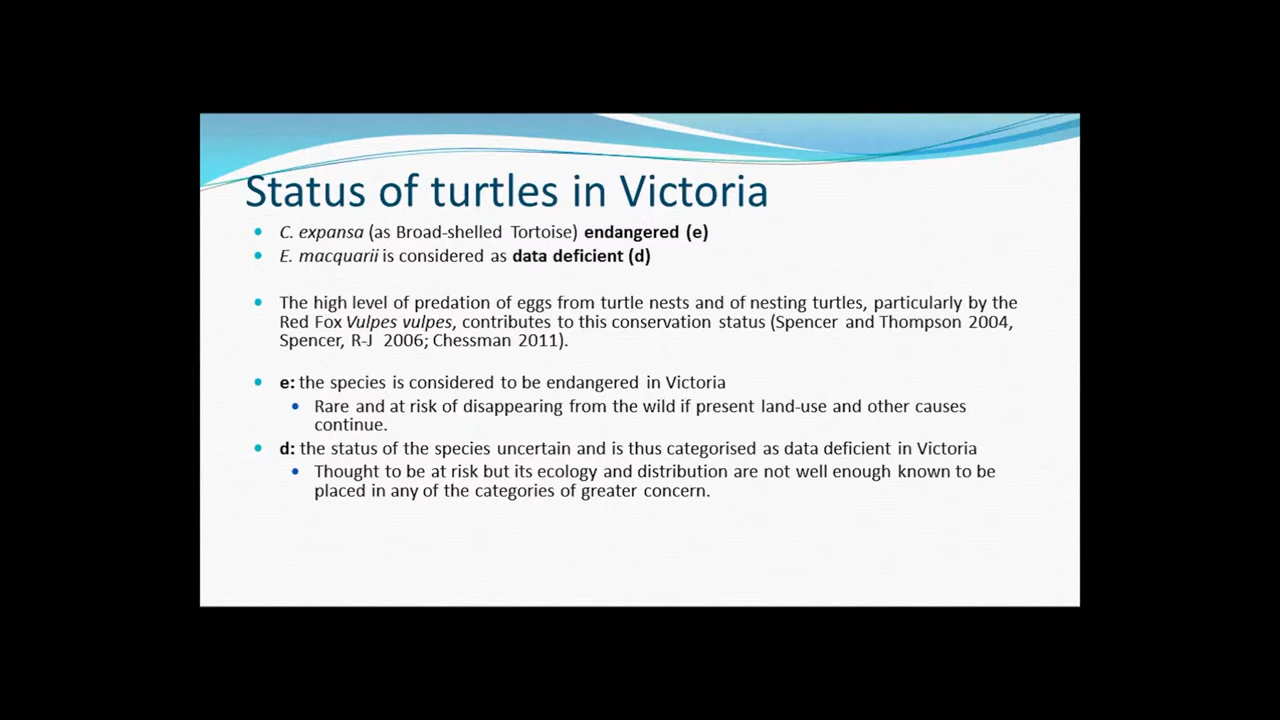 Status of turtles in Victoria
• C. expansa (as Broad-shelled Tortoise) endangered (e)
• E. macquarii is considered as data deficient (d)
• The high level of predation of eggs from turtle nests and of nesting turtles, particularly by the
Red Fox Vulpes vulpes, contributes to this conservation status (Spencer and Thompson 2004,
Spencer, R-J 2006; Chessman 2011).
• e: the species is considered to be endangered in Victoria
• Rare and at risk of disappearing from the wild if present land-use and other causes
continue.
• d: the status of the species uncertain and is thus categorised as data deficient in Victoria
• Thought to be at risk but its ecology and distribution are not well enough known to be
placed in any of the categories of greater concern.